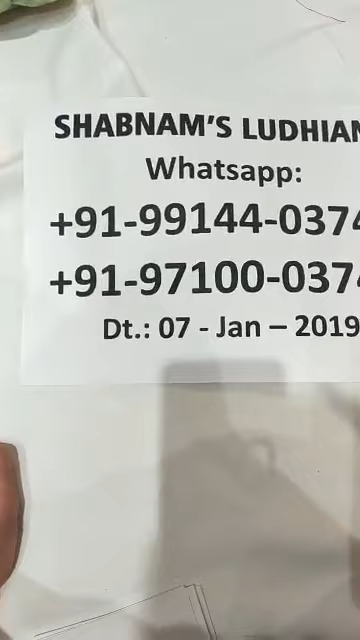 SHABNAM'S LUDHIAN
Whatsapp:
+91-99144-0374
+91-97100-0374
Dt.: 07 - Jan – 2019